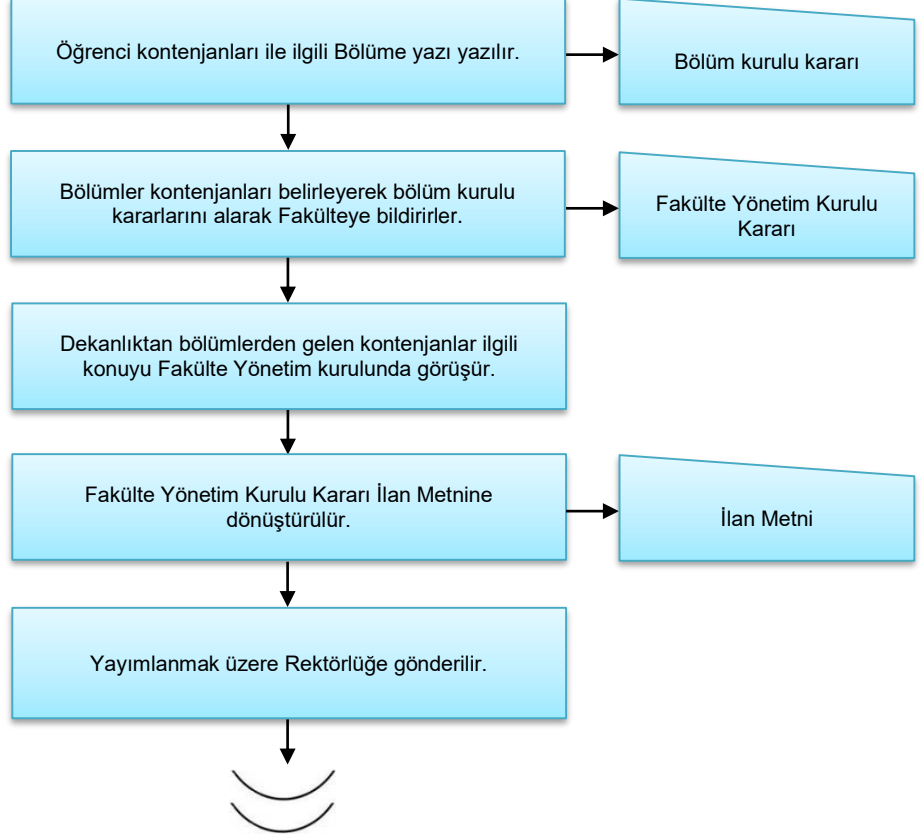 Öğrenci kontenjanları ile ilgili Bölüme yazı yazılır.
Bölüm kurulu kararı
Bölümler kontenjanları belirleyerek bölüm kurulu
kararlarını alarak Fakülteye bildirirler.
Fakülte Yönetim Kurulu
Kararı
Dekanlıktan bölümlerden gelen kontenjanlar ilgili
konuyu Fakülte Yönetim kurulunda görüşür.
Fakülte Yönetim Kurulu Kararı İlan Metnine
dönüştürülür.
İlan Metni
Yayımlanmak üzere Rektörlüğe gönderilir.